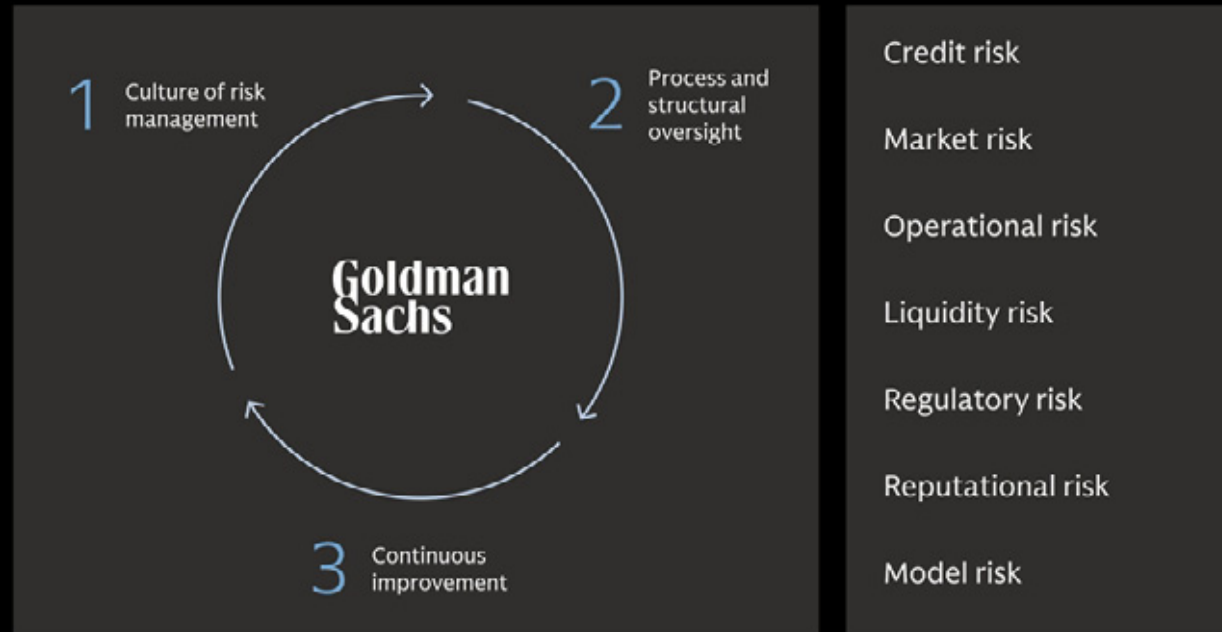 1
Culture of risk
management
2
Process and
structural
oversight
Goldman
Sachs
3
Continuous
improvement
Credit risk
Market risk
Operational risk
Liquidity risk
Regulatory risk
Reputational risk
Model risk